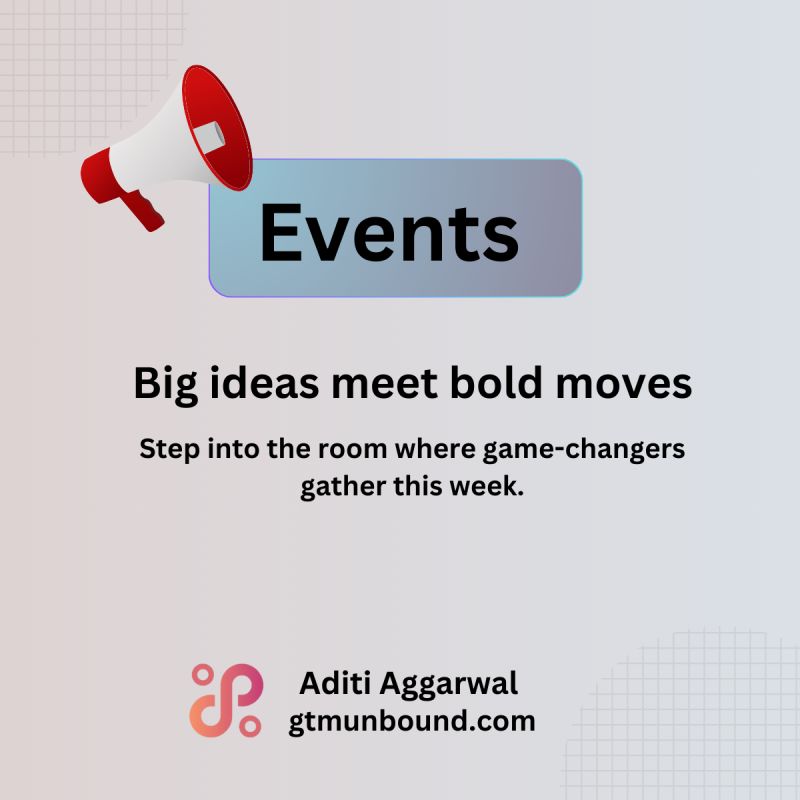 Events
Big ideas meet bold moves
Step into the room where game-changers
gather this week.
Aditi Aggarwal
gtmunbound.com